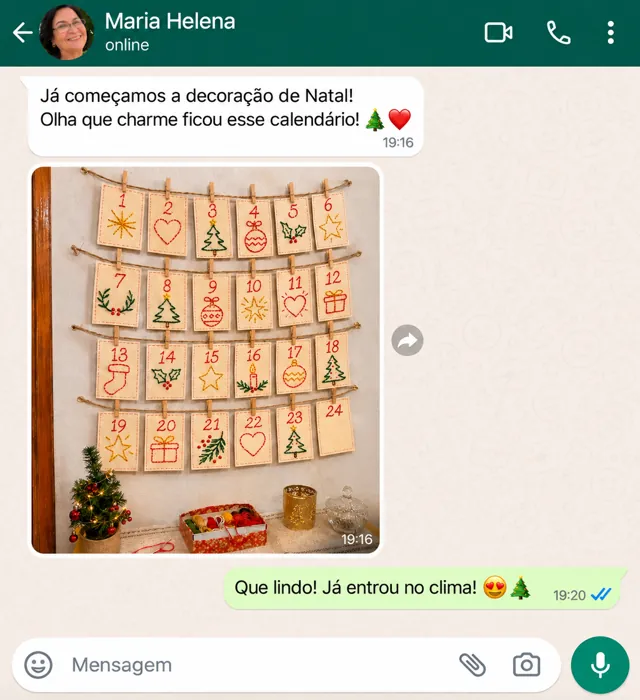 Maria Helena
online
Já começamos a decoração de Natal!
Olha que charme ficou esse calendário! 🎄❤️
19:16
1 2 3 4 5 6
7 8 9 10 11 12
13 14 15 16 17 18
19 20 21 22 23 24
19:16
Que lindo! Já entrou no clima! 😍🎄 19:20
Mensagem